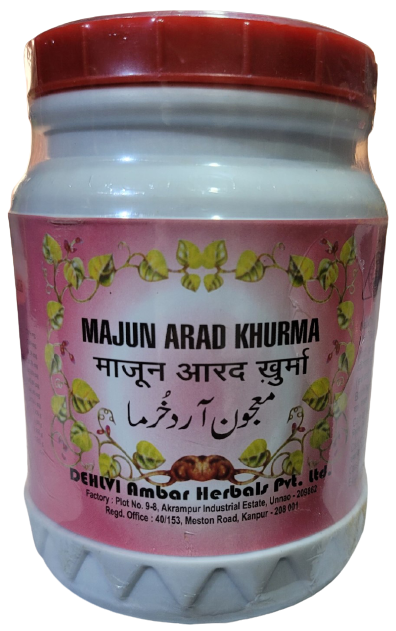 MAJUN ARAD KHURMA
माजून आरद ख़ुर्मा
معجون آرد خُرما
DEHLVI Ambar Herbals Pvt. Ltd.
Factory : Plot No. 9-8, Akrampur Industrial Estate, Unnao - 209862
Regd. Office : 40/153, Meston Road, Kanpur - 208 001